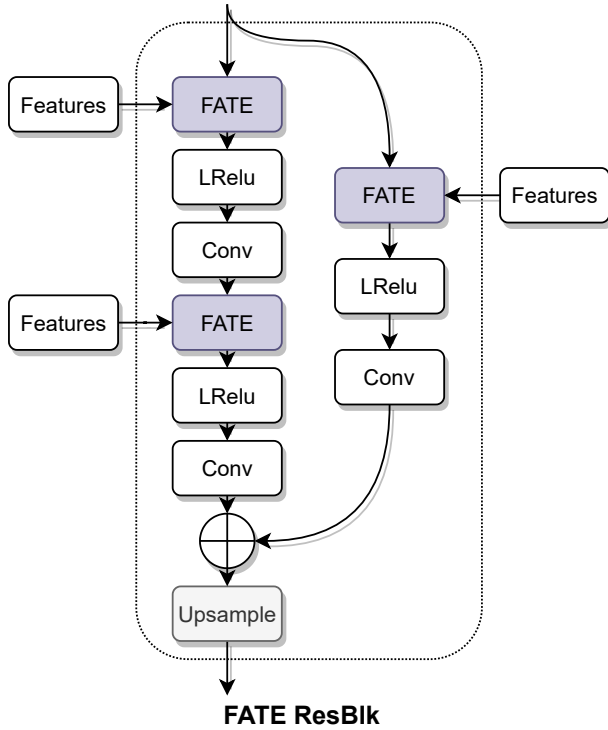 Features
FATE
LRelu
Conv
Features
FATE
LRelu
Conv
FATE
Features
LRelu
Conv
Upsample
FATE ResBlk